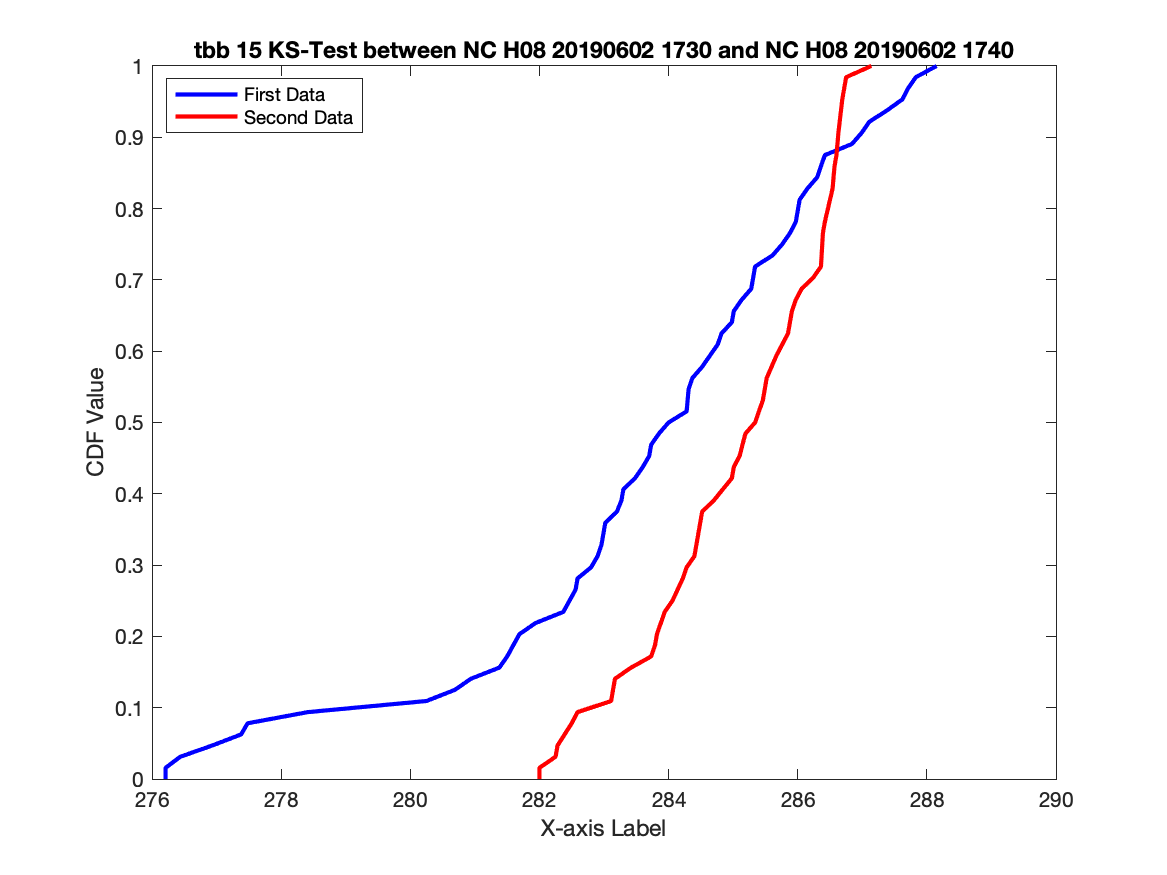 tbb 15 KS-Test between NC H08 20190602 1730 and NC H08 20190602 1740
First Data
Second Data
1
0.9
0.8
0.7
0.6
0.5
0.4
0.3
0.2
0.1
0
CDF Value
276 278 280 282 284 286 288 290
X-axis Label